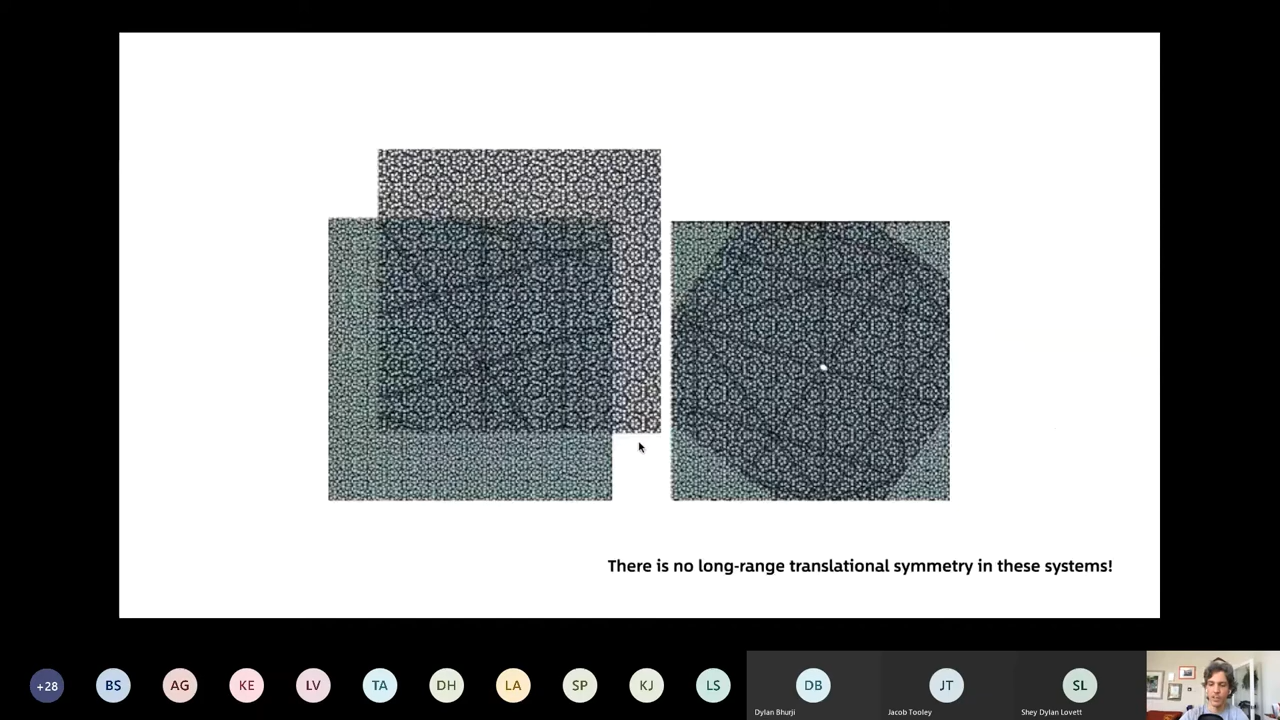 There is no long-range translational symmetry in these systems!
+28
BS
AG
KE
LV
TA
DH
LA
SP
KJ
LS
DB
Dylan Bhurji
JT
Jacob Tooley
SL
Shey Dylan Lovett